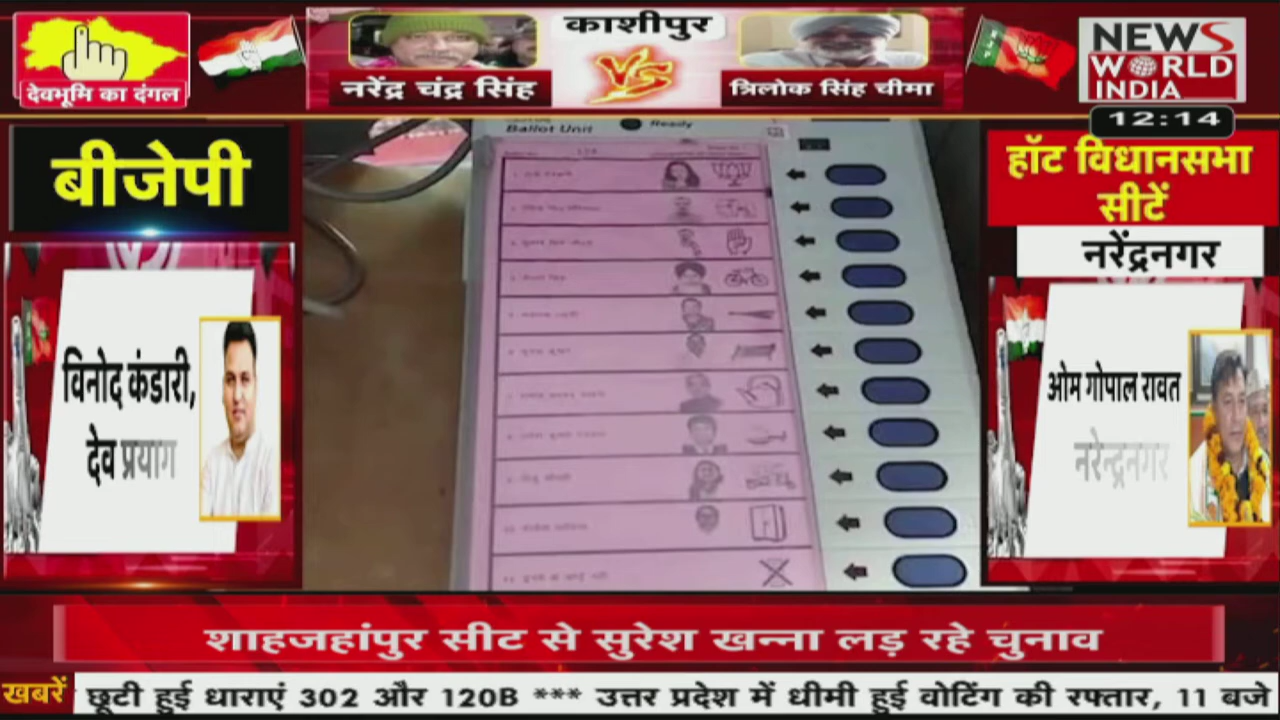 देवभूमि का दंगल
नरेंद्र चंद्र सिंह
काशीपुर
VS
त्रिलोक सिंह चीमा
NEWS
WORLD
INDIA
12:14
बीजेपी
विनोद कंडारी,
देव प्रयाग
Ballot Unit
Ready
हॉट विधानसभा
सीटें
नरेंद्रनगर
ओम गोपाल रावत
नरेन्द्रनगर
शाहजहांपुर सीट से सुरेश खन्ना लड़ रहे चुनाव
खबरें
छूटी हुई धाराएं 302 और 120B *** उत्तर प्रदेश में धीमी हुई वोटिंग की रफ्तार, 11 बजे